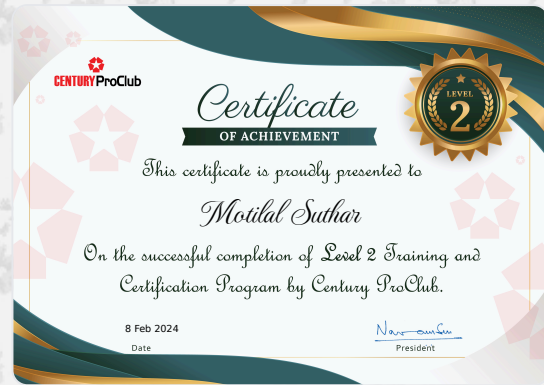 CENTURY ProClub
Certificate
OF ACHIEVEMENT
LEVEL
2
This certificate is proudly presented to
Motilal Suthar
On the successful completion of Level 2 Training and
Certification Program by Century ProClub.
8 Feb 2024
Date
President